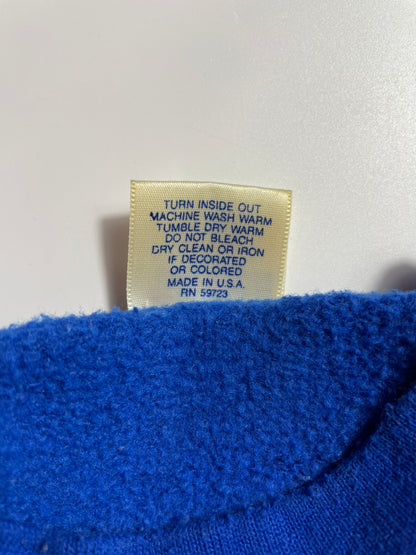 TURN INSIDE OUT
MACHINE WASH WARM
TUMBLE DRY WARM
DO NOT BLEACH
DRY CLEAN OR IRON
IF DECORATED
OR COLORED
MADE IN U.S.A.
RN 59723